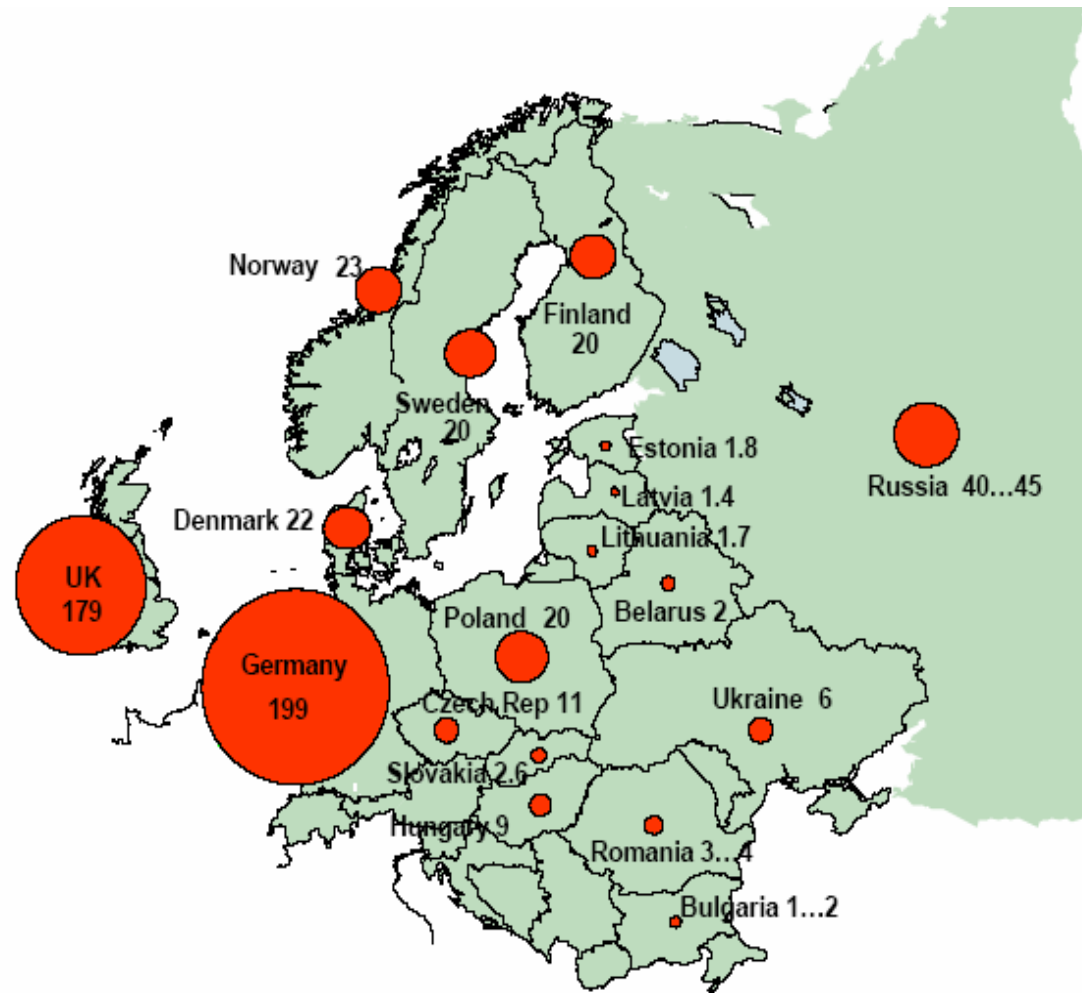 Norway 23
Finland
20
Sweden
20
Estonia 1.8
Russia 40...45
Latvia 1.4
Denmark 22
Lithuania 1.7
UK
179
Belarus 2
Poland 20
Germany
199
Czech Rep 11
Ukraine 6
Slovakia 2.6
Hungary 9
Romania 3...4
Bulgaria 1...2